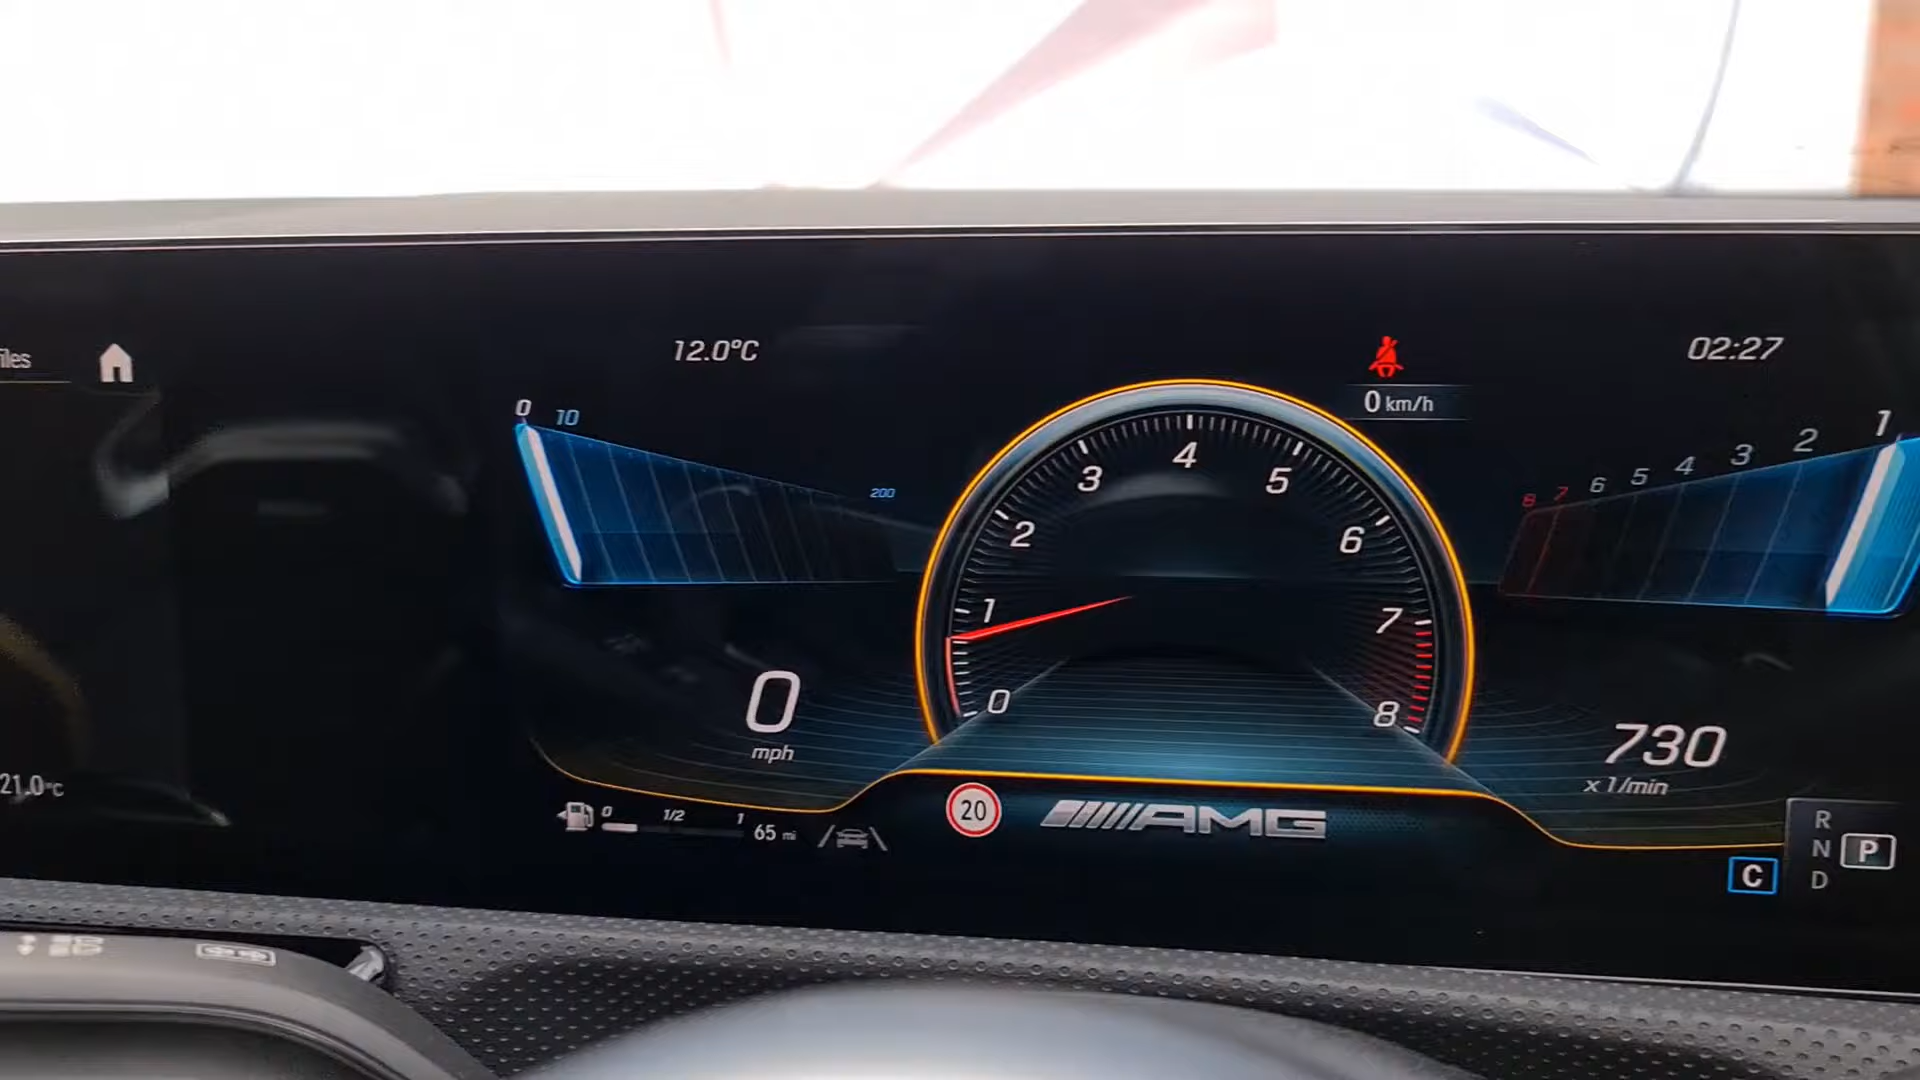 12.0°C
02:27
0 km/h
0 10 200
0 1 2 3 4 5 6 7 8
8 7 6 5 4 3 2 1
0
mph
730
x 1/min
21.0°C
0 1/2 1
65 mi
20
AMG
R
N
D
P
C